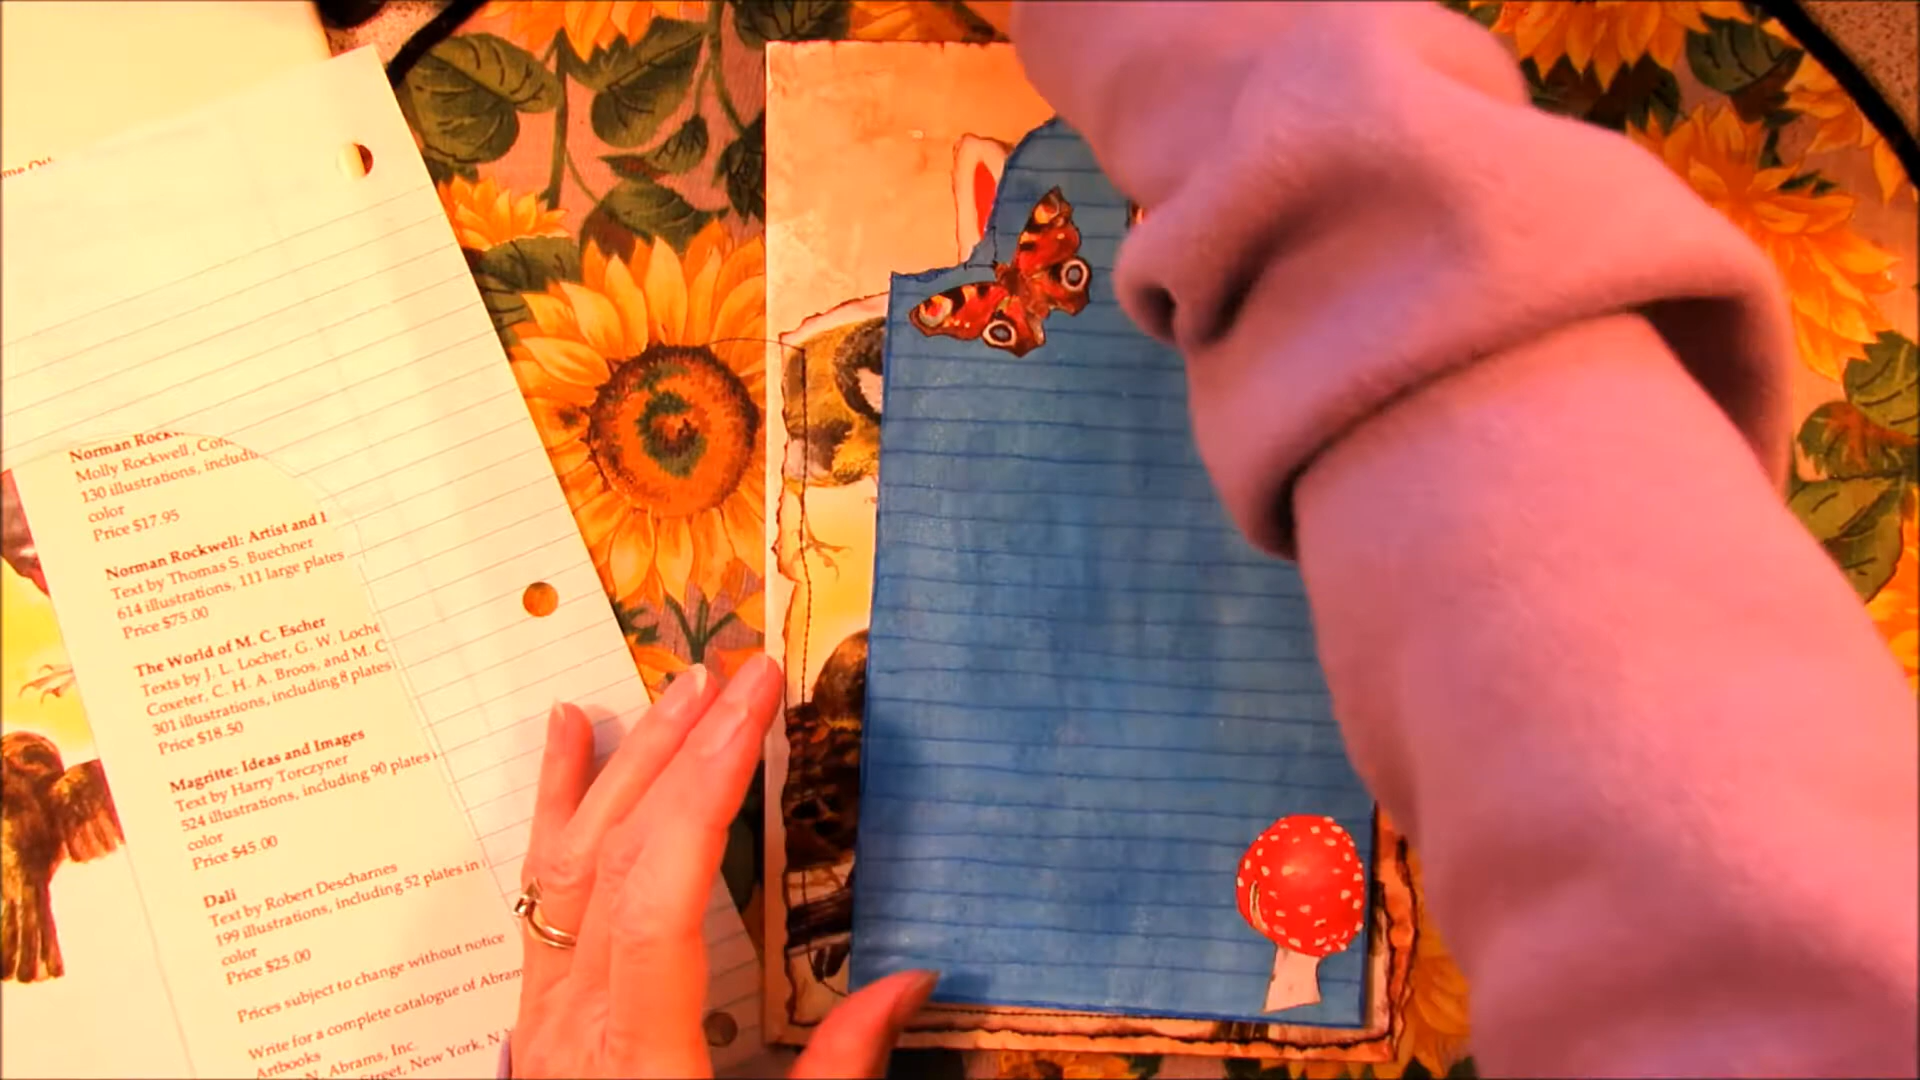 Norman
Molly Rockwell,
130 illustrations,
color
Price $17.95
Norman Rockwell: Artist and
Text by Thomas S. Buechner
614 illustrations, 111 large plates
Price $75.00
The World of M. C. Escher
Texts by J. L. Locher, G. W. Loche
Coxeter, C. H. A. Broos, and M. C
301 illustrations, including 8 plates
Price $18.50
Magritte: Ideas and Images
Text by Harry Torczyner
524 illustrations, including 90 plates
color
Price $45.00
Dali
Text by Robert Descharnes
199 illustrations, including 52 plates in
color
Price $25.00
Prices subject to change without notice
Write for a complete catalogue of Abram
Artbooks
N. Abrams, Inc.
Street, New York, N.